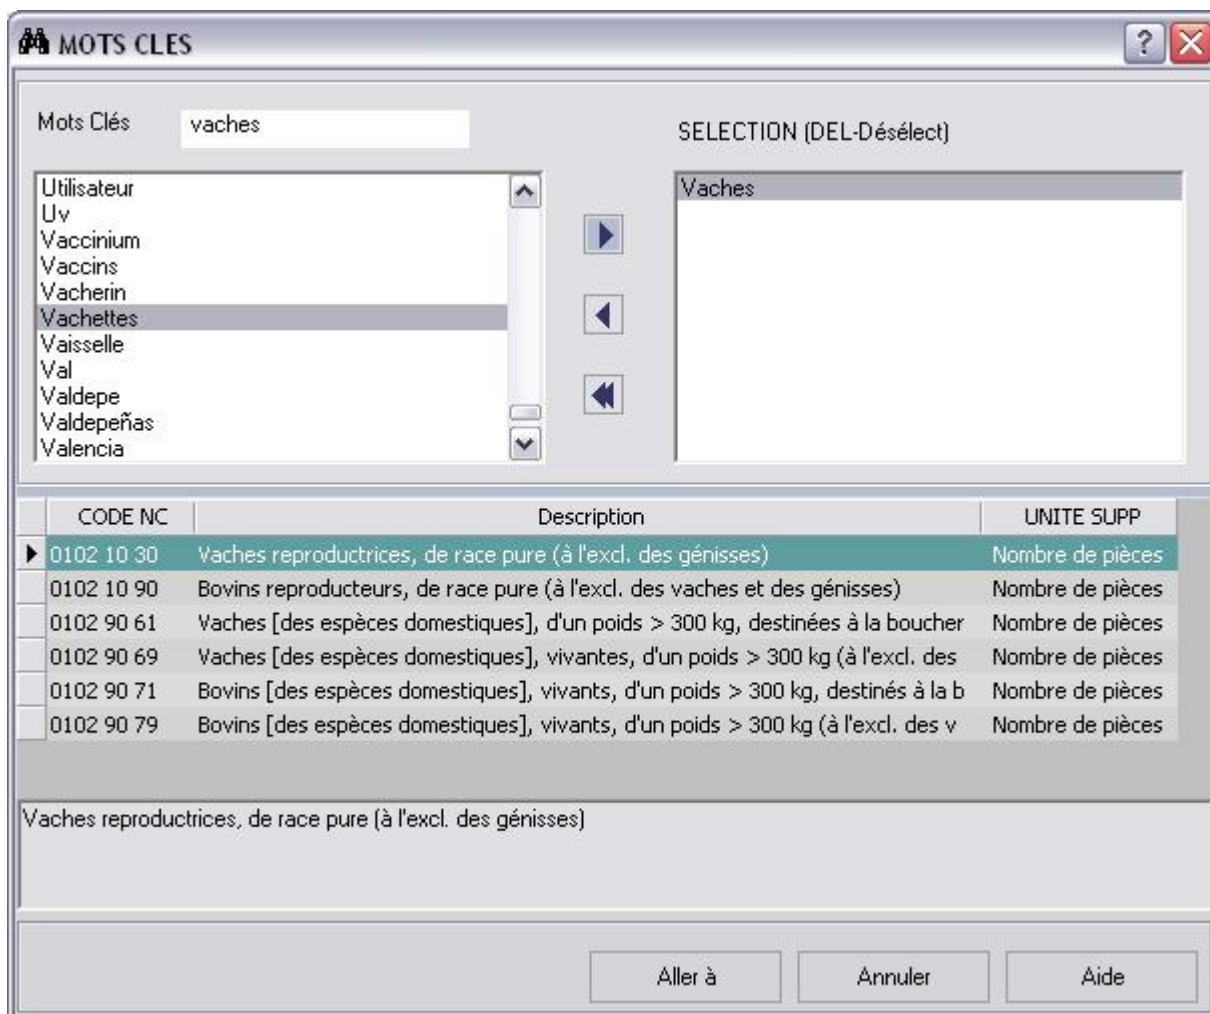 MOTS CLES
Mots Clés vaches
SELECTION (DEL-Désélect)
Utilisateur
Uv
Vaccinium
Vaccins
Vacherin
Vachettes
Vaisselle
Val
Valdepe
Valdepeñas
Valencia
Vaches
CODE NC Description UNITE SUPP
0102 10 30 Vaches reproductrices, de race pure (à l'excl. des génisses) Nombre de pièces
0102 10 90 Bovins reproducteurs, de race pure (à l'excl. des vaches et des génisses) Nombre de pièces
0102 90 61 Vaches [des espèces domestiques], d'un poids > 300 kg, destinées à la boucher Nombre de pièces
0102 90 69 Vaches [des espèces domestiques], vivantes, d'un poids > 300 kg (à l'excl. des Nombre de pièces
0102 90 71 Bovins [des espèces domestiques], vivants, d'un poids > 300 kg, destinés à la b Nombre de pièces
0102 90 79 Bovins [des espèces domestiques], vivants, d'un poids > 300 kg (à l'excl. des v Nombre de pièces
Vaches reproductrices, de race pure (à l'excl. des génisses)
Aller à Annuler Aide